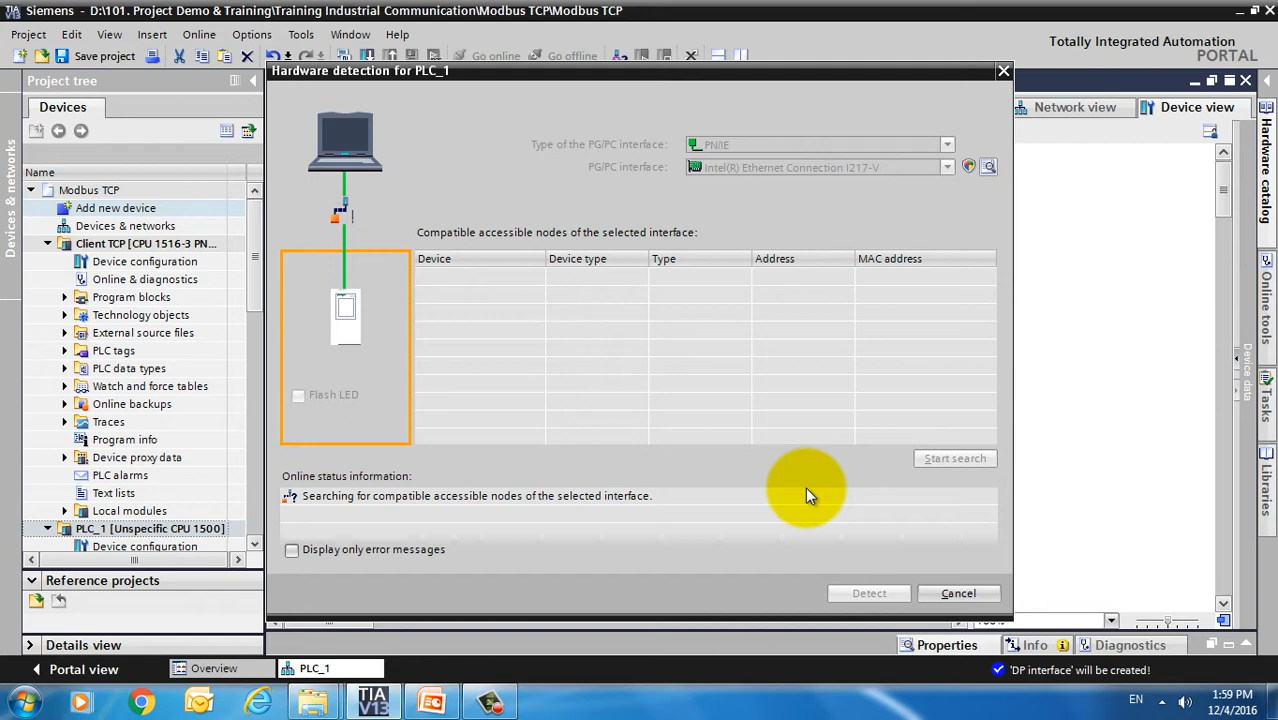 Siemens - D:\101. Project Demo & Training\Training Industrial Communication\Modbus TCP\Modbus TCP
Project Edit View Insert Online Options Tools Window Help
Totally Integrated Automation
PORTAL
Save project
Go online
Go offline
Project tree
Devices
Name
Modbus TCP
Add new device
Devices & networks
Client TCP [CPU 1516-3 PN...
Device configuration
Online & diagnostics
Program blocks
Technology objects
External source files
PLC tags
PLC data types
Watch and force tables
Online backups
Traces
Program info
Device proxy data
PLC alarms
Text lists
Local modules
PLC_1 [Unspecific CPU 1500]
Device configuration
Reference projects
Details view
Devices & networks
Hardware detection for PLC_1
Type of the PG/PC interface:
PN/IE
PG/PC interface:
Intel(R) Ethernet Connection I217-V
Compatible accessible nodes of the selected interface:
Device Device type Type Address MAC address
Flash LED
Start search
Online status information:
Searching for compatible accessible nodes of the selected interface.
Display only error messages
Detect
Cancel
Network view
Device view
Device data
Hardware catalog
Online tools
Tasks
Libraries
Properties
Info
Diagnostics
Portal view
Overview
PLC_1
'DP interface' will be created!
TIA
V13
EN
1:59 PM
12/4/2016